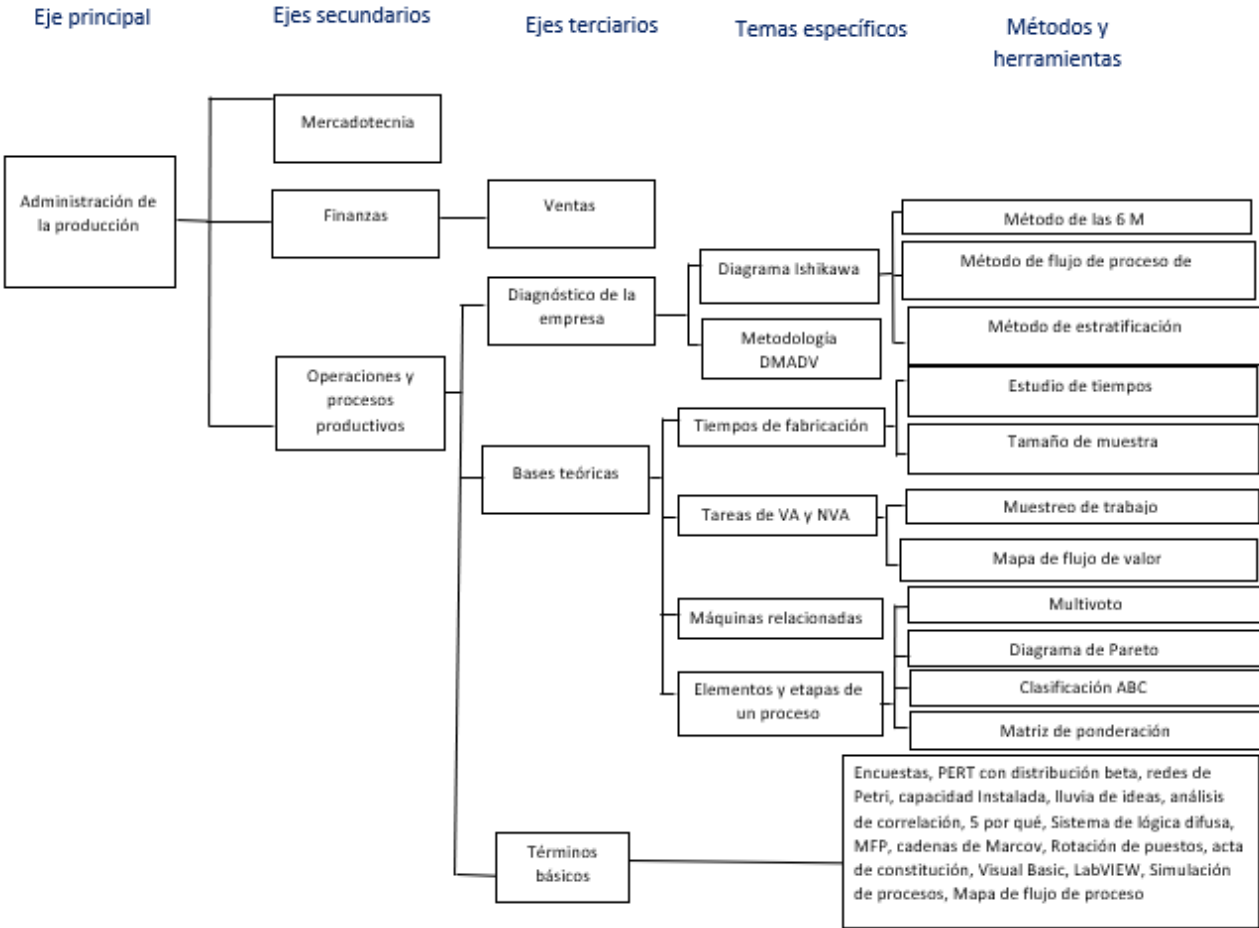 Eje principal
Ejes secundarios
Ejes terciarios
Temas específicos
Métodos y
herramientas
Administración de
la producción
Mercadotecnia
Finanzas
Operaciones y
procesos
productivos
Ventas
Diagnóstico de la
empresa
Bases teóricas
Términos
básicos
Diagrama Ishikawa
Metodología
DMADV
Tiempos de fabricación
Tareas de VA y NVA
Máquinas relacionadas
Elementos y etapas de
un proceso
Método de las 6 M
Método de flujo de proceso de
Método de estratificación
Estudio de tiempos
Tamaño de muestra
Muestreo de trabajo
Mapa de flujo de valor
Multivoto
Diagrama de Pareto
Clasificación ABC
Matriz de ponderación
Encuestas, PERT con distribución beta, redes de
Petri, capacidad Instalada, lluvia de ideas, análisis
de correlación, 5 por qué, Sistema de lógica difusa,
MFP, cadenas de Marcov, Rotación de puestos, acta
de constitución, Visual Basic, LabVIEW, Simulación
de procesos, Mapa de flujo de proceso